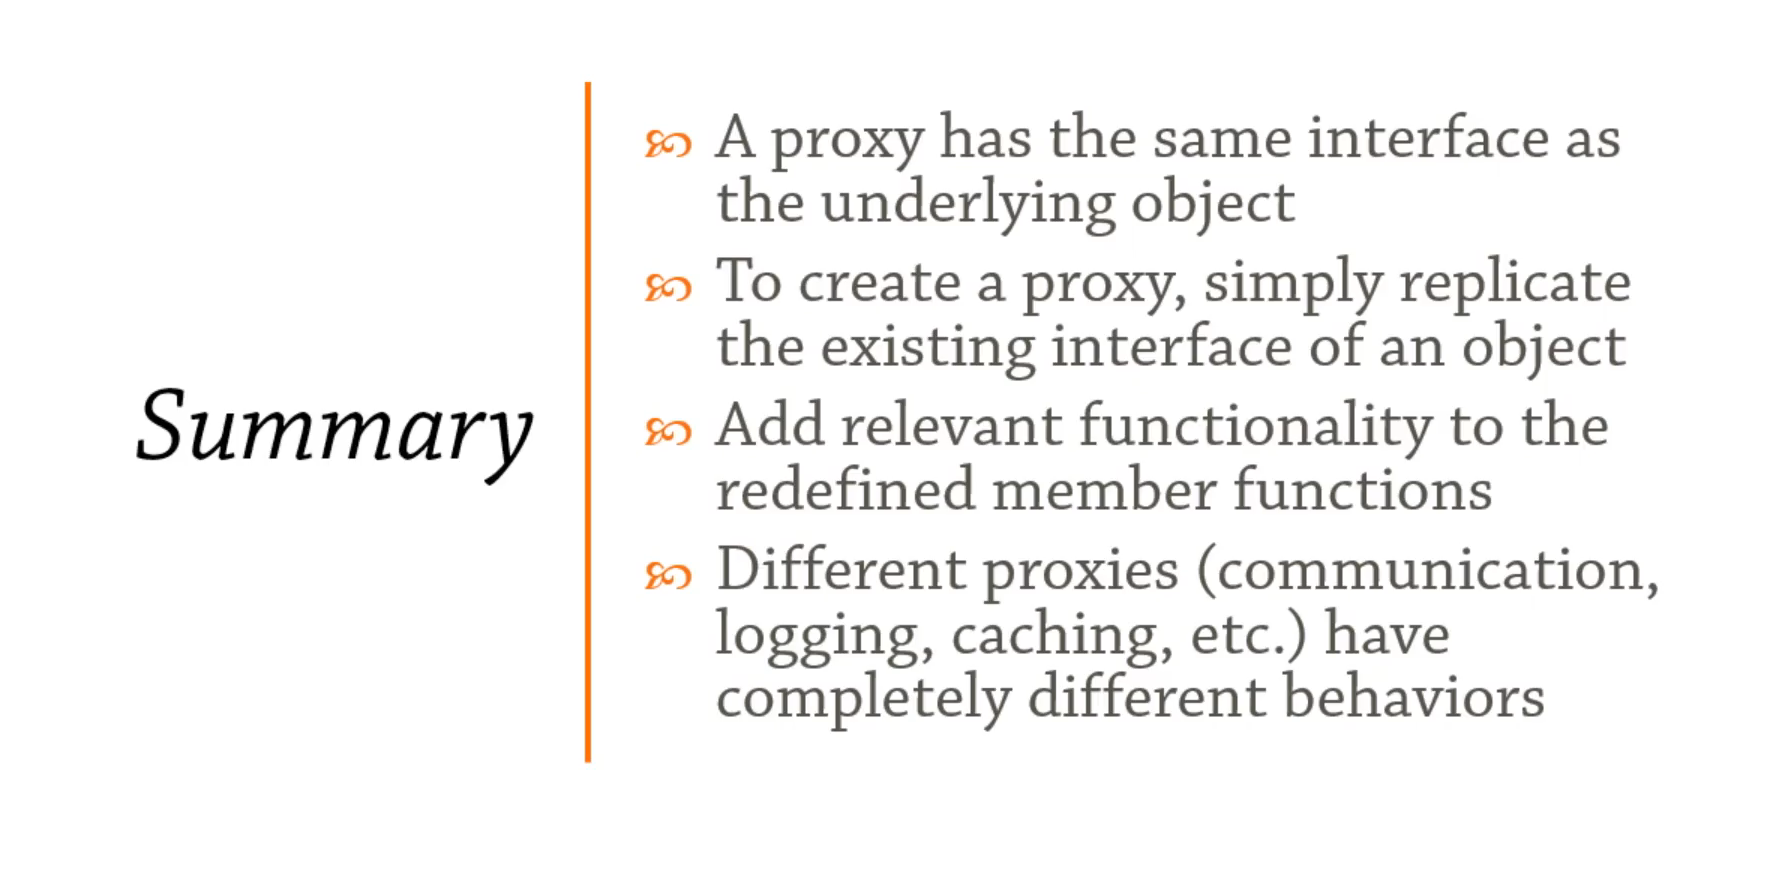 Summary
A proxy has the same interface as
the underlying object
To create a proxy, simply replicate
the existing interface of an object
Add relevant functionality to the
redefined member functions
Different proxies (communication,
logging, caching, etc.) have
completely different behaviors